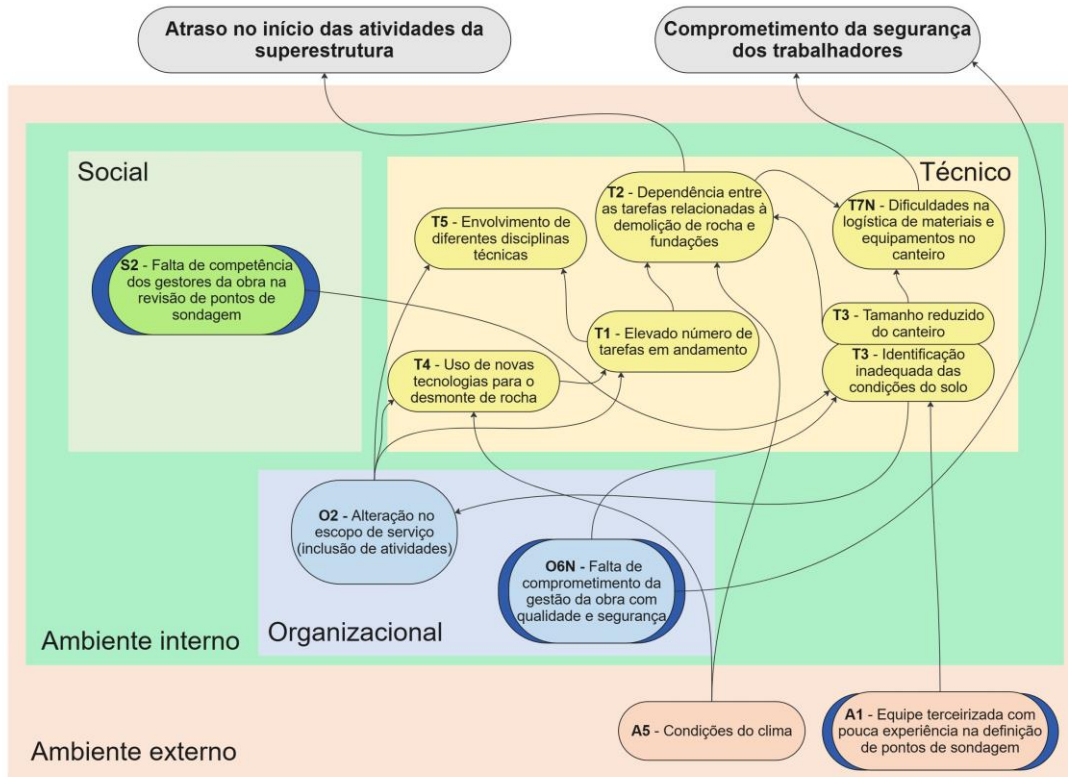 Atraso no início das atividades da
superestrutura
Comprometimento da segurança
dos trabalhadores
Social
Técnico
S2 - Falta de competência
dos gestores da obra na
revisão de pontos de
sondagem
T5 - Envolvimento de
diferentes disciplinas
técnicas
T2 - Dependência entre
as tarefas relacionadas à
demolição de rocha e
fundações
T7N - Dificuldades na
logística de materiais e
equipamentos no
canteiro
T1 - Elevado número de
tarefas em andamento
T3 - Tamanho reduzido
do canteiro
T4 - Uso de novas
tecnologias para o
desmonte de rocha
T3 - Identificação
inadequada das
condições do solo
O2 - Alteração no
escopo de serviço
(inclusão de atividades)
O6N - Falta de
comprometimento da
gestão da obra com
qualidade e segurança
Organizacional
Ambiente interno
A5 - Condições do clima
A1 - Equipe terceirizada com
pouca experiência na definição
de pontos de sondagem
Ambiente externo